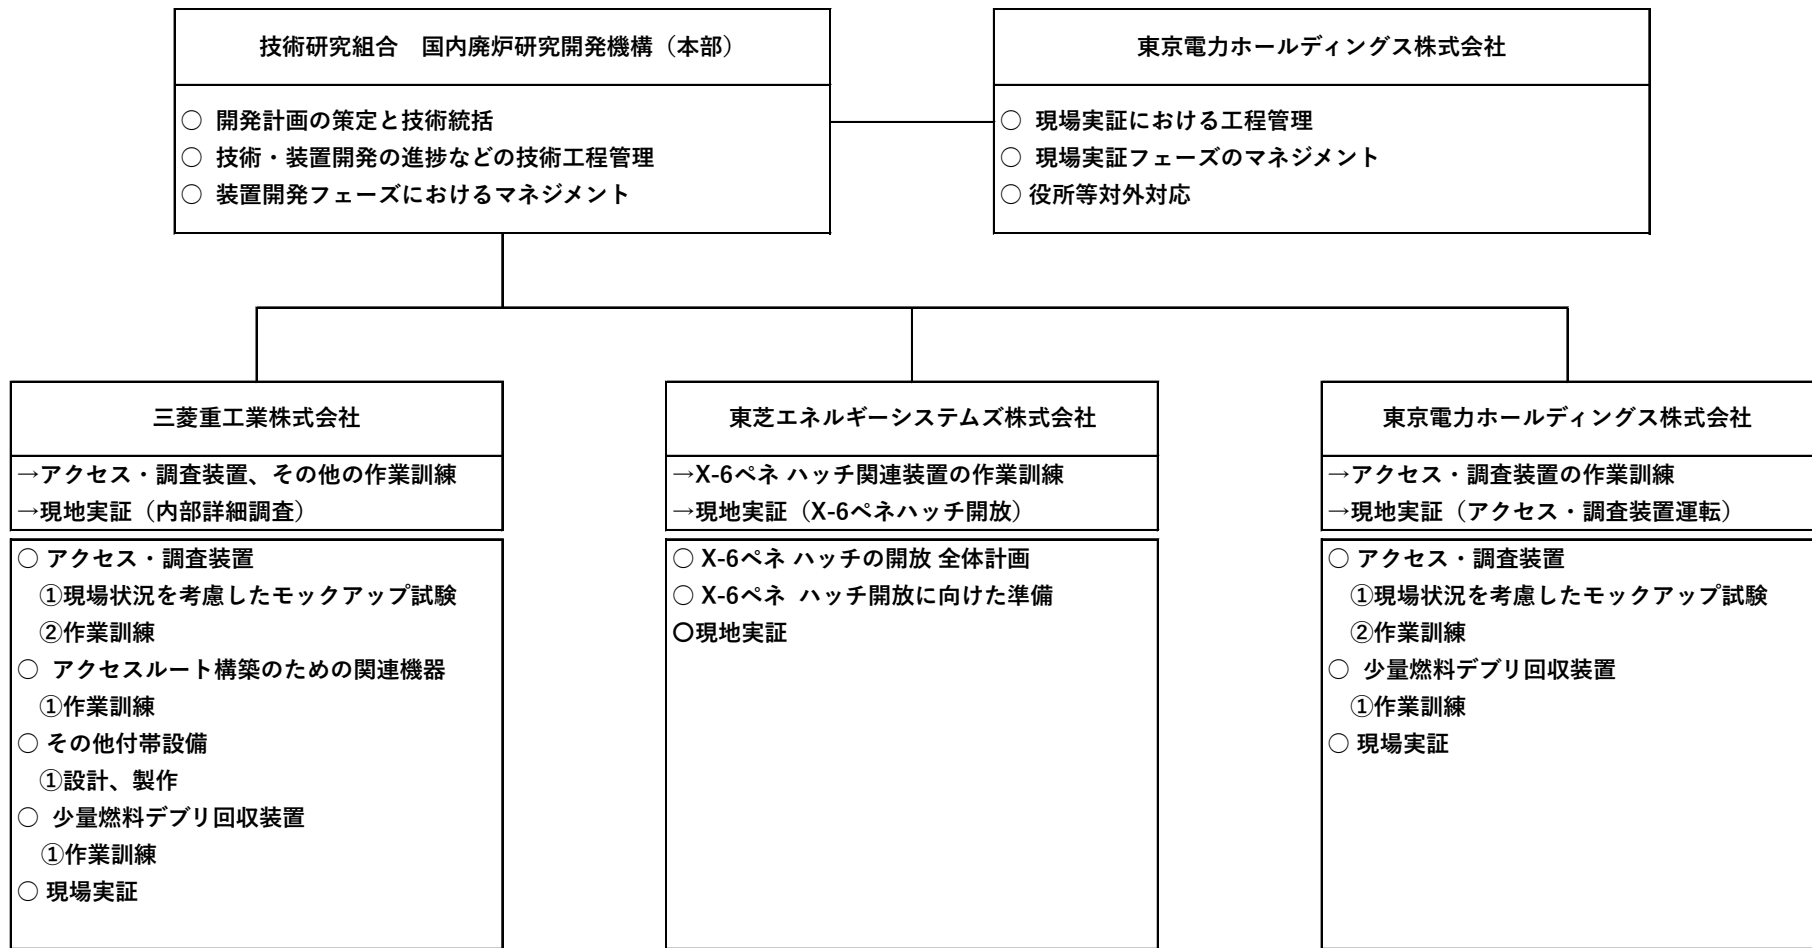 技術研究組合　国内廃炉研究開発機構（本部）
○ 開発計画の策定と技術統括
○ 技術・装置開発の進捗などの技術工程管理
○ 装置開発フェーズにおけるマネジメント
東京電力ホールディングス株式会社
○ 現場実証における工程管理
○ 現場実証フェーズのマネジメント
○ 役所等対外対応
三菱重工業株式会社
→アクセス・調査装置、その他の作業訓練
→現地実証（内部詳細調査）
○ アクセス・調査装置
①現場状況を考慮したモックアップ試験
②作業訓練
○ アクセスルート構築のための関連機器
①作業訓練
○ その他付帯設備
①設計、製作
○ 少量燃料デブリ回収装置
①作業訓練
○ 現場実証
東芝エネルギーシステムズ株式会社
→X-6ペネ ハッチ関連装置の作業訓練
→現地実証（X-6ペネハッチ開放）
○ X-6ペネ ハッチの開放 全体計画
○ X-6ペネ ハッチ開放に向けた準備
〇現地実証
東京電力ホールディングス株式会社
→アクセス・調査装置の作業訓練
→現地実証（アクセス・調査装置運転）
○ アクセス・調査装置
①現場状況を考慮したモックアップ試験
②作業訓練
○ 少量燃料デブリ回収装置
①作業訓練
○ 現場実証